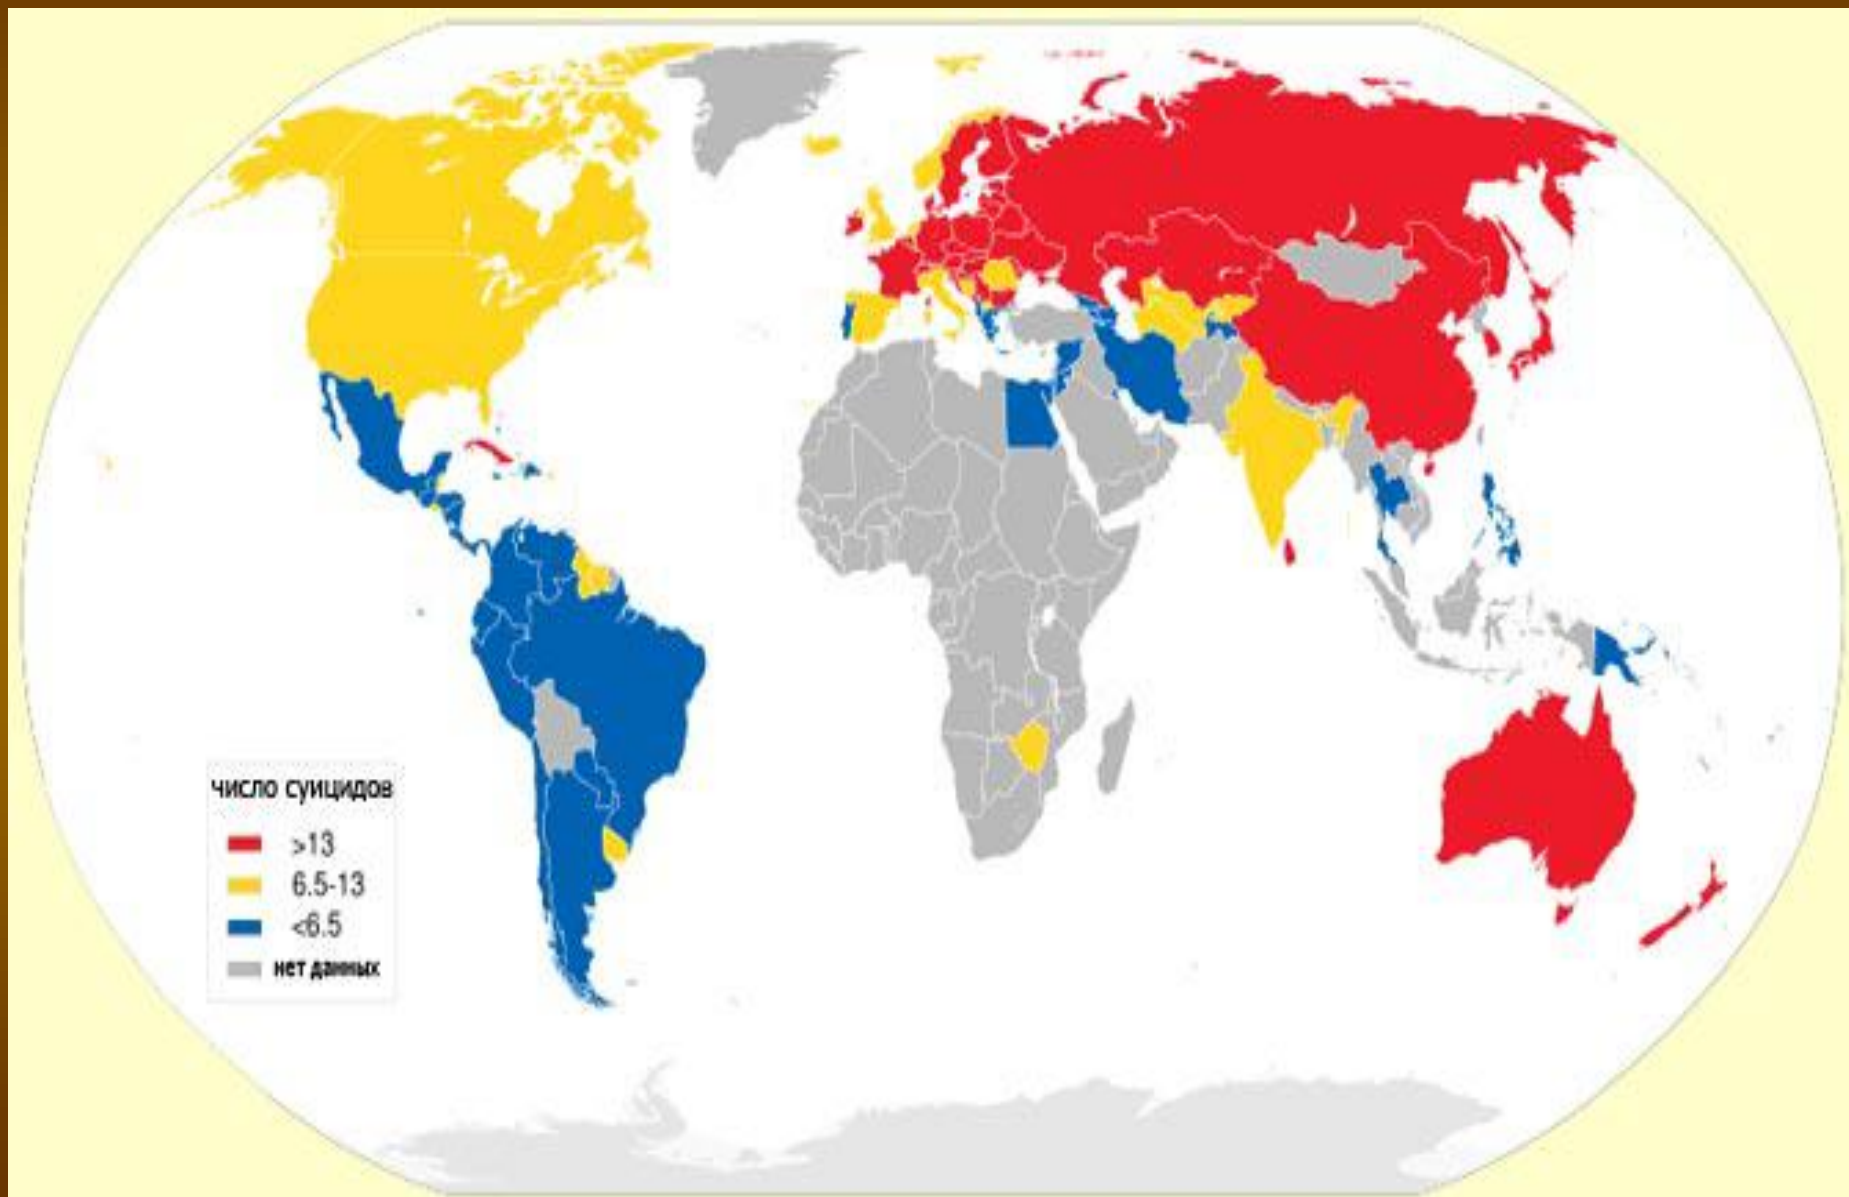 число суицидов
>13
6.5-13
<6.5
нет данных